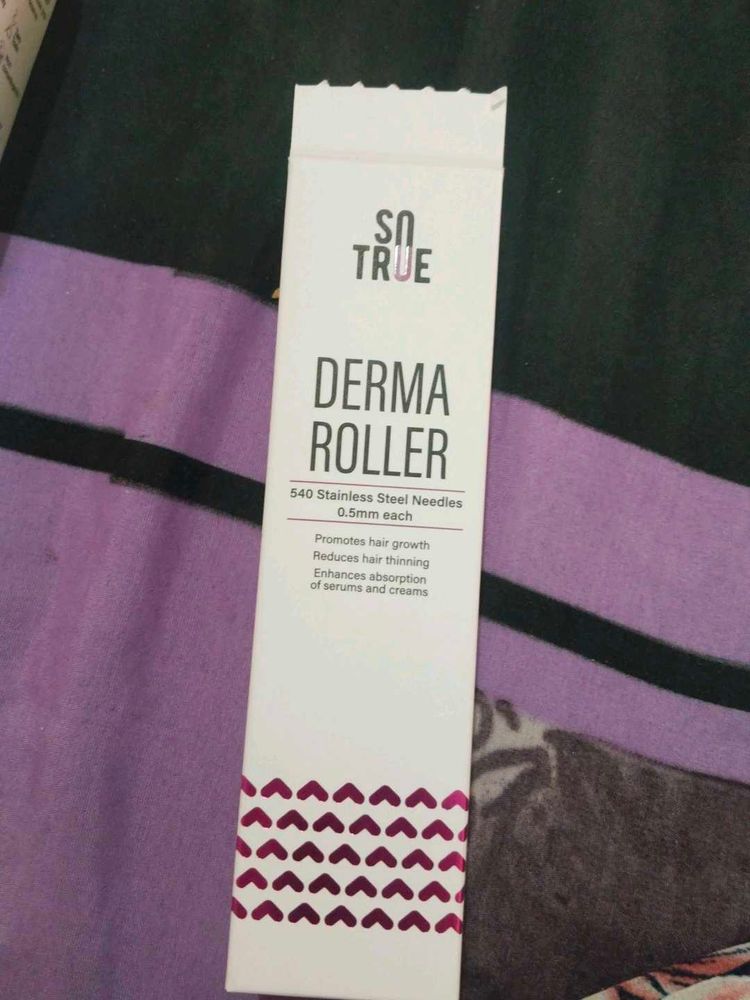 SO
TRUE
DERMA
ROLLER
540 Stainless Steel Needles
0.5mm each
Promotes hair growth
Reduces hair thinning
Enhances absorption
of serums and creams